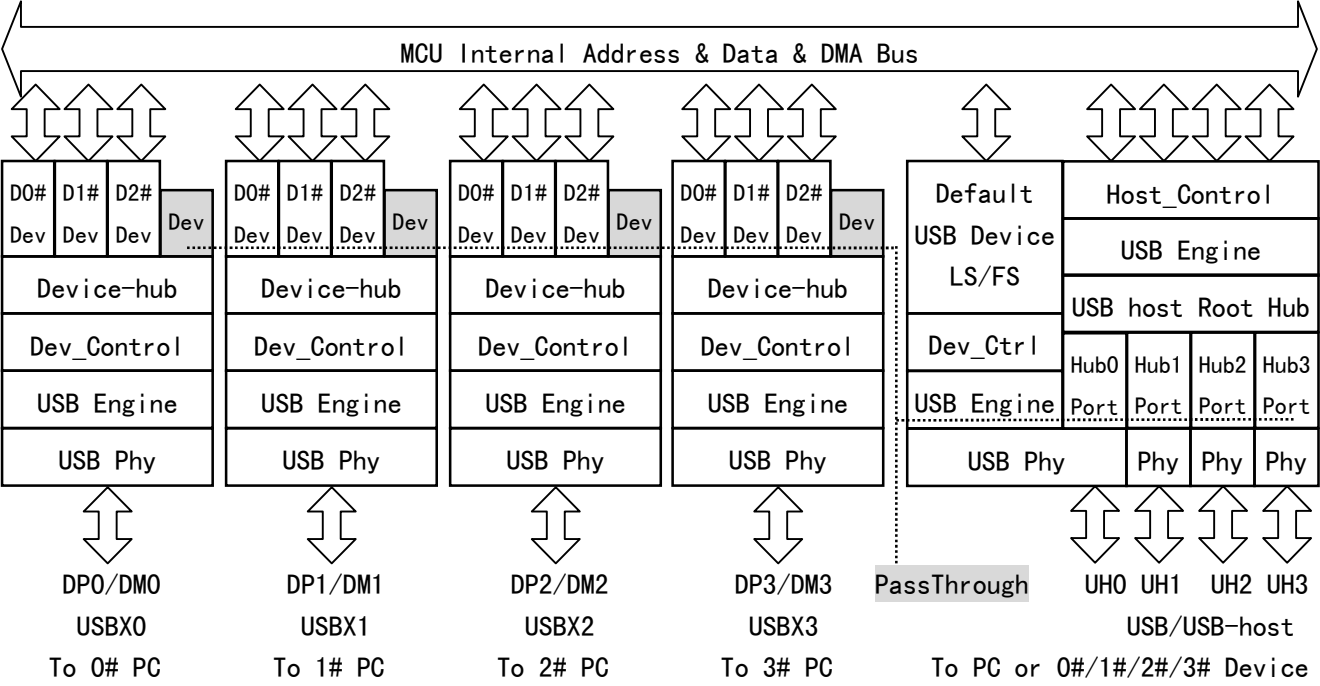 MCU Internal Address & Data & DMA Bus
D0# D1# D2#
Dev Dev Dev Dev
Device-hub
Dev_Control
USB Engine
USB Phy
DP0/DM0
USBX0
To 0# PC
D0# D1# D2#
Dev Dev Dev Dev
Device-hub
Dev_Control
USB Engine
USB Phy
DP1/DM1
USBX1
To 1# PC
D0# D1# D2#
Dev Dev Dev Dev
Device-hub
Dev_Control
USB Engine
USB Phy
DP2/DM2
USBX2
To 2# PC
D0# D1# D2#
Dev Dev Dev Dev
Device-hub
Dev_Control
USB Engine
USB Phy
DP3/DM3
USBX3
To 3# PC
PassThrough
Default
USB Device
LS/FS
Dev_Ctrl
USB Engine
USB Phy
Host_Control
USB Engine
USB host Root Hub
Hub0 Hub1 Hub2 Hub3
Port Port Port Port
Phy Phy Phy
UH0 UH1 UH2 UH3
USB/USB-host
To PC or 0#/1#/2#/3# Device